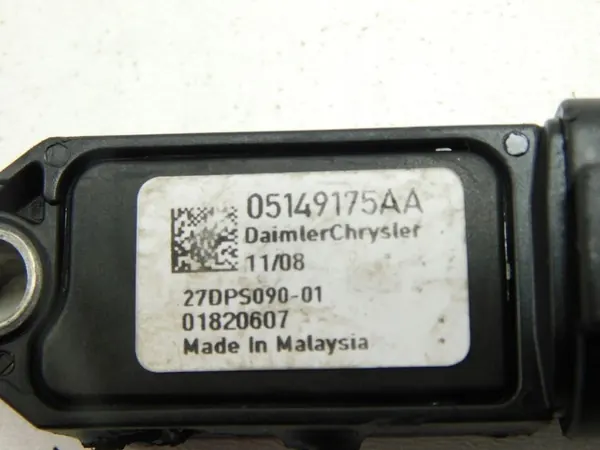 05149175AA
DaimlerChrysler
11/08
27DPS090-01
01820607
Made In Malaysia